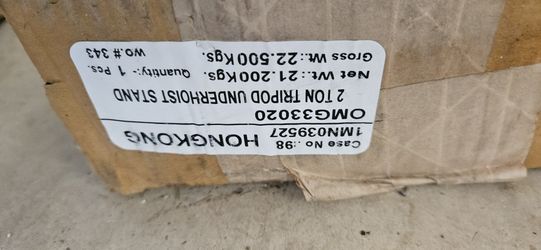 Case No.:98
1MN039527 HONGKONG
OMG33020
2 TON TRIPOD UNDERHOIST STAND
Net Wt.:21.200Kgs. Quantity:- 1 Pcs.
Gross Wt.:22.500Kgs. WO.# 343